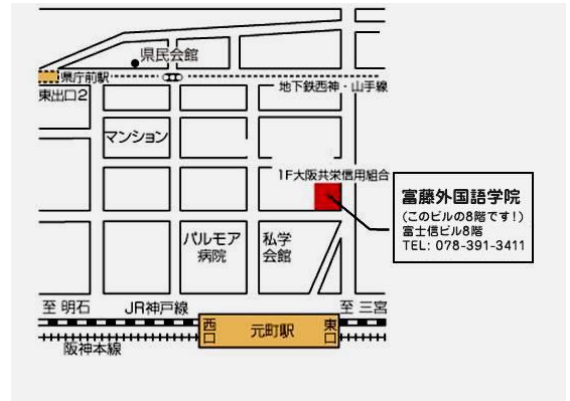 県民会館
県庁前駅
東出口2
地下鉄西神・山手線
マンション
1F大阪共栄信用組合
富藤外国語学院
(このビルの8階です!)
富士信ビル8階
TEL: 078-391-3411
パルモア
病院
私学
会館
至 明石
JR神戸線
至 三宮
西口
元町駅
東口
阪神本線